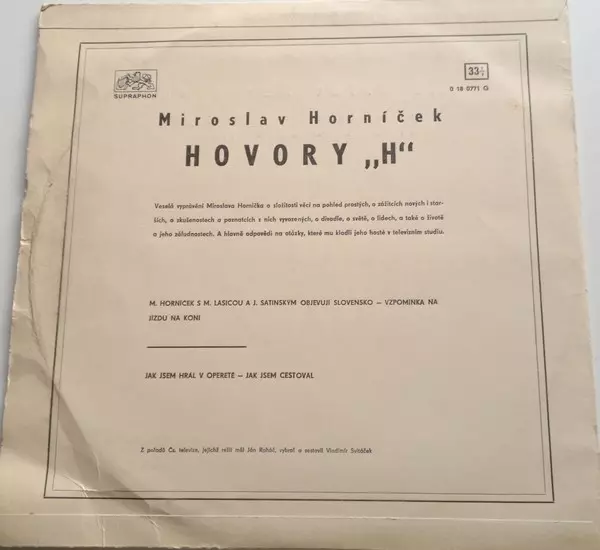 SUPRAPHON
33⅓
0 18 0771 G
Miroslav Horníček
HOVORY „H“
Veselé vyprávění Miroslava Horníčka o složitosti věcí na pohled prostých, o zážitcích nových i star-
ších, o zkušenostech a poznatcích z nich vyvozených, o divadle, o světě, o lidech, a také o životě
a jeho záludnostech. A hlavně odpovědi na otázky, které mu kladli jeho hosté v televizním studiu.
M. HORNÍČEK S M. LASICOU A J. SATINSKÝM OBJEVUJÍ SLOVENSKO – VZPOMÍNKA NA
JÍZDU NA KONI
JAK JSEM HRÁL V OPERETĚ – JAK JSEM CESTOVAL
Z pořadů Čs. televize, jejichž režii měl Ján Roháč, vybral a sestavil Vladimír Svitáček